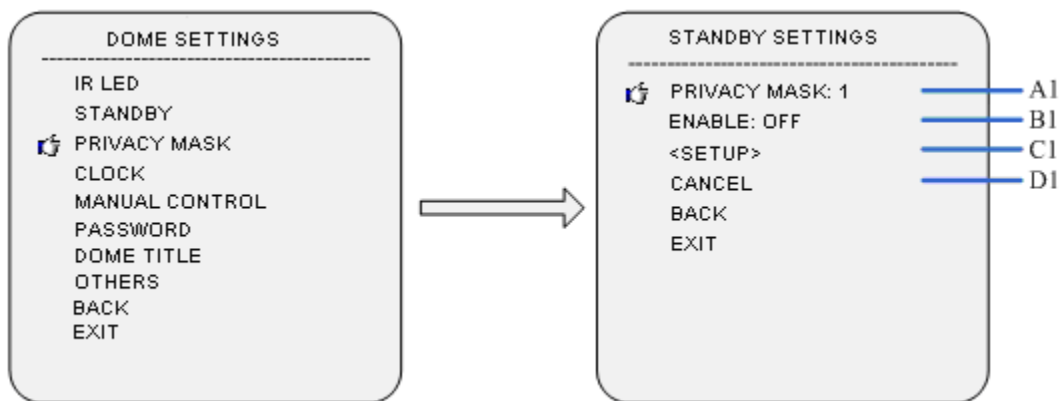 DOME SETTINGS
IR LED
STANDBY
PRIVACY MASK
CLOCK
MANUAL CONTROL
PASSWORD
DOME TITLE
OTHERS
BACK
EXIT
STANDBY SETTINGS
PRIVACY MASK: 1
A1
ENABLE: OFF
B1
<SETUP>
C1
CANCEL
D1
BACK
EXIT